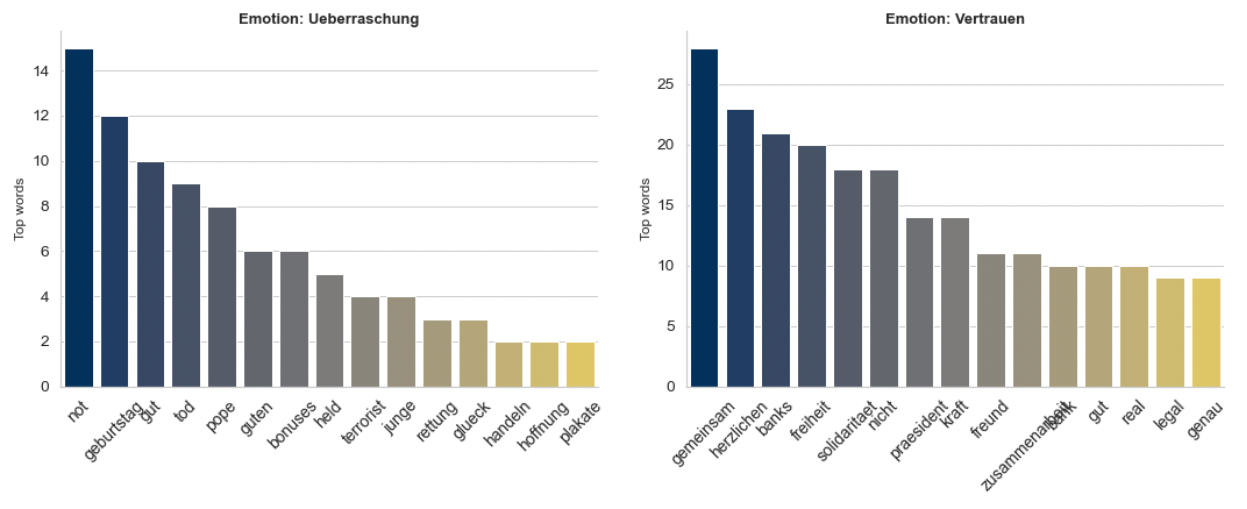 Emotion: Ueberraschung
Top words
14
12
10
8
6
4
2
0
not
geburtstag
gut
tod
pope
guten
bonuses
held
terrorist
junge
rettung
glueck
handeln
hoffnung
plakate
Emotion: Vertrauen
Top words
25
20
15
10
5
0
gemeinsam
herzlichen
banks
freiheit
solidaritaet
nicht
praesident
kraft
freund
zusammenarbeit
bank
gut
real
legal
genau